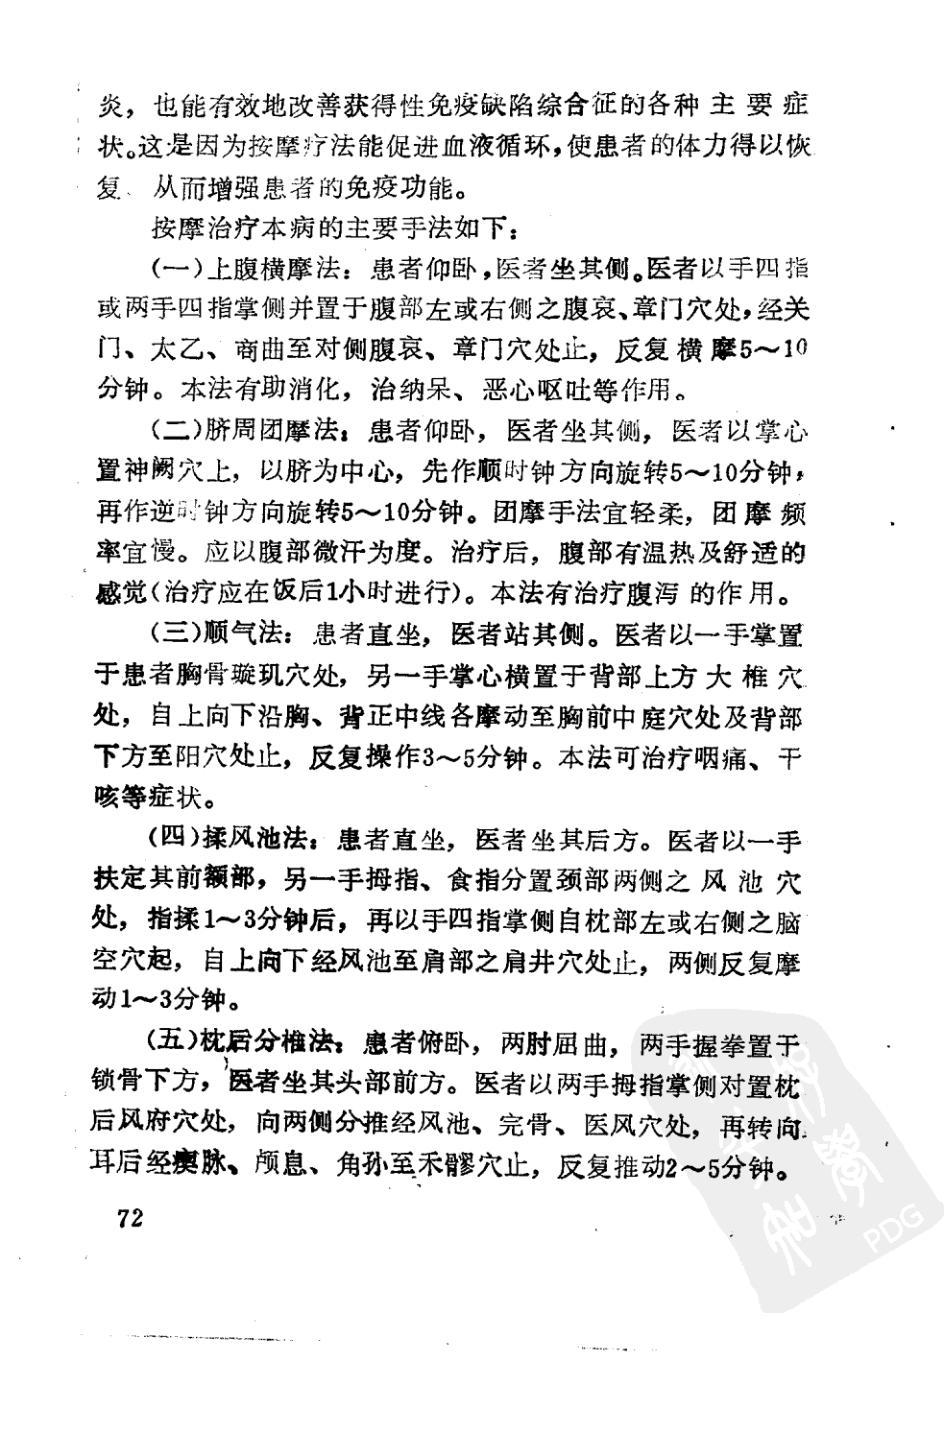 炎，也能有效地改善获得性免疫缺陷综合征的各种主要症
状。这是因为按摩疗法能促进血液循环，使患者的体力得以恢
复、从而增强患者的免疫功能。
按摩治疗本病的主要手法如下：
(一)上腹横摩法：患者仰卧，医者坐其侧。医者以手四指
或两手四指掌侧并置于腹部左或右侧之腹哀、章门穴处，经关
门、太乙、商曲至对侧腹哀、章门穴处止，反复横摩5～10
分钟。本法有助消化，治纳呆、恶心呕吐等作用。
(二)脐周团摩法：患者仰卧，医者坐其侧，医者以掌心
置神阙穴上，以脐为中心，先作顺时钟方向旋转5～10分钟，
再作逆时钟方向旋转5～10分钟。团摩手法宜轻柔，团摩频
率宜慢。应以腹部微汗为度。治疗后，腹部有温热及舒适的
感觉(治疗应在饭后1小时进行)。本法有治疗腹泻的作用。
(三)顺气法：患者直坐，医者站其侧。医者以一手掌置
于患者胸骨璇玑穴处，另一手掌心横置于背部上方大椎穴
处，自上向下沿胸、背正中线各摩动至胸前中庭穴处及背部
下方至阳穴处止，反复操作3～5分钟。本法可治疗咽痛、干
咳等症状。
(四)揉风池法：患者直坐，医者坐其后方。医者以一手
扶定其前额部，另一手拇指、食指分置颈部两侧之风池穴
处，指揉1～3分钟后，再以手四指掌侧自枕部左或右侧之脑
空穴起，自上向下经风池至肩部之肩井穴处止，两侧反复摩
动1～3分钟。
(五)枕后分椎法：患者俯卧，两肘屈曲，两手握拳置于
锁骨下方，医者坐其头部前方。医者以两手拇指掌侧对置枕
后风府穴处，向两侧分推经风池、完骨、医风穴处，再转向
耳后经瘈脉、颅息、角孙至禾髎穴止，反复推动2～5分钟。
72
PDG